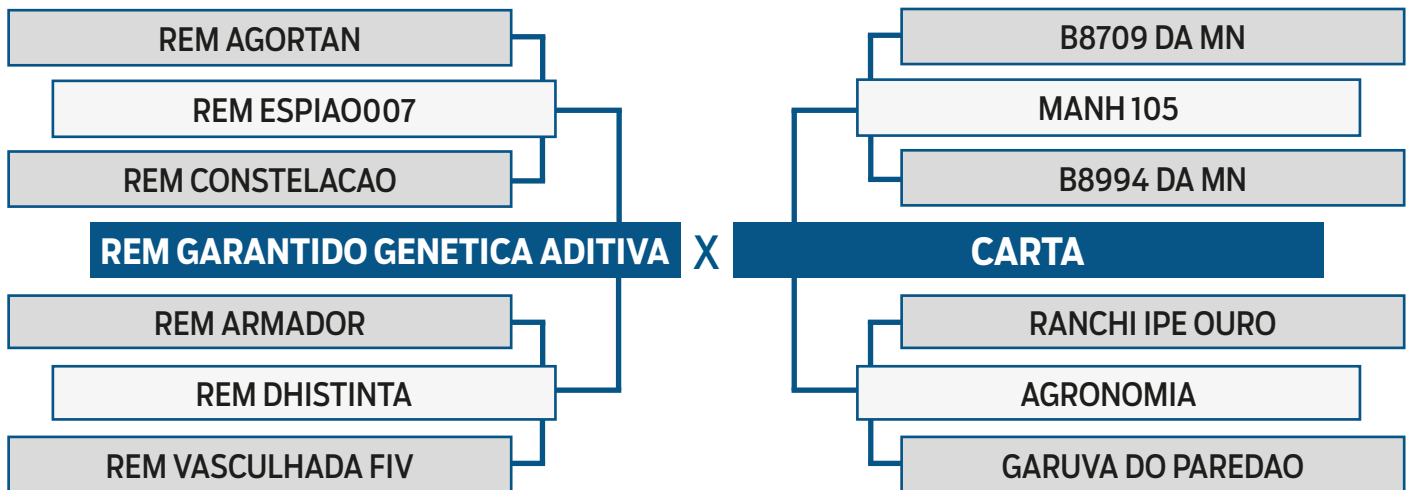 REM AGORTAN
REM ESPIAO007
REM CONSTELACAO
REM GARANTIDO GENETICA ADITIVA
REM ARMADOR
REM DHISTINTA
REM VASCULHADA FIV
X
B8709 DA MN
MANH 105
B8994 DA MN
CARTA
RANCHI IPE OURO
AGRONOMIA
GARUVA DO PAREDAO